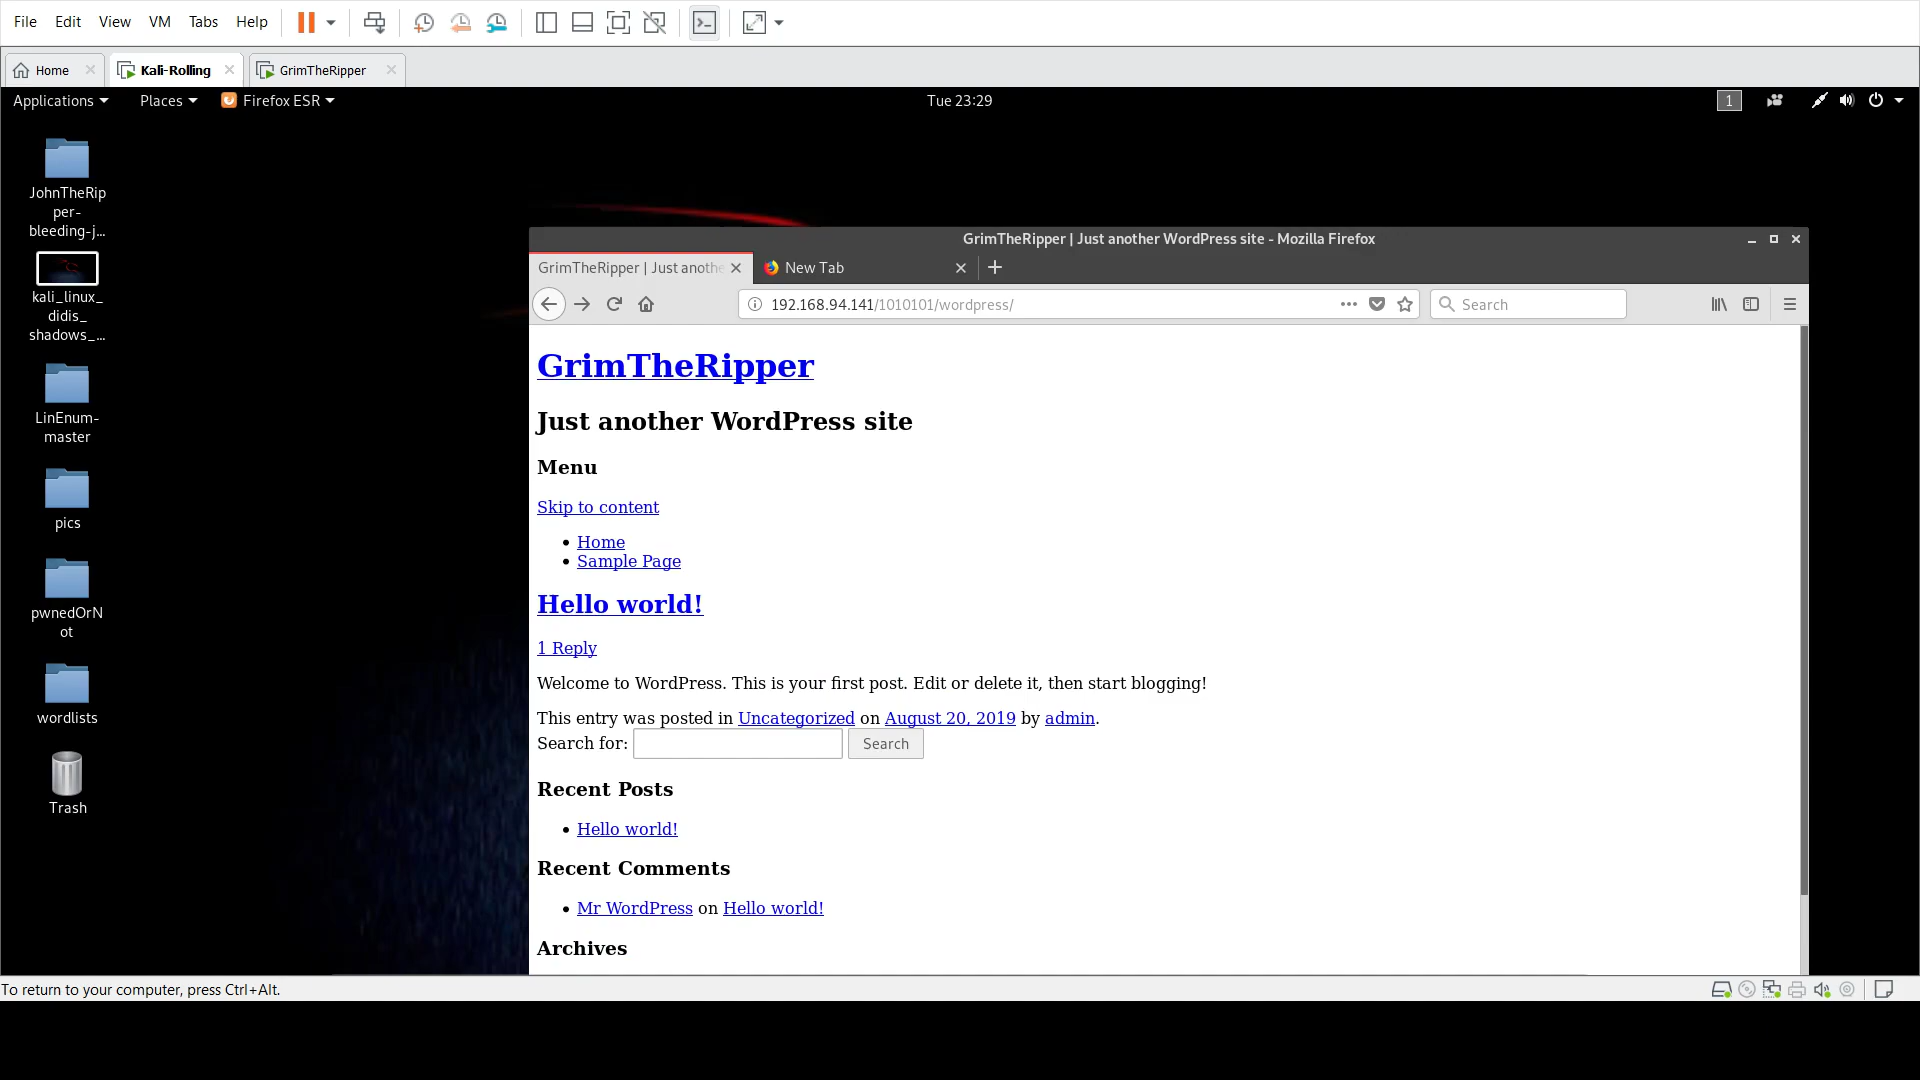 File Edit View VM Tabs Help
Home Kali-Rolling GrimTheRipper
Applications Places Firefox ESR Tue 23:29 1
JohnTheRip
per-
bleeding-j...
kali_linux_
didis_
shadows_...
LinEnum-
master
pics
pwnedOrN
ot
wordlists
Trash
GrimTheRipper | Just another WordPress site - Mozilla Firefox
GrimTheRipper | Just anothe New Tab
192.168.94.141/1010101/wordpress/ Search
GrimTheRipper
Just another WordPress site
Menu
Skip to content
Home
Sample Page
Hello world!
1 Reply
Welcome to WordPress. This is your first post. Edit or delete it, then start blogging!
This entry was posted in Uncategorized on August 20, 2019 by admin.
Search for: Search
Recent Posts
Hello world!
Recent Comments
Mr WordPress on Hello world!
Archives
To return to your computer, press Ctrl+Alt.